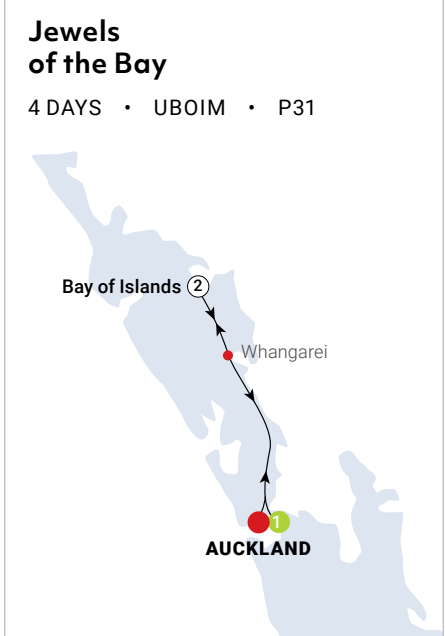 Jewels
of the Bay
4 DAYS • UBOIM • P31
Bay of Islands 2
Whangarei
1
AUCKLAND